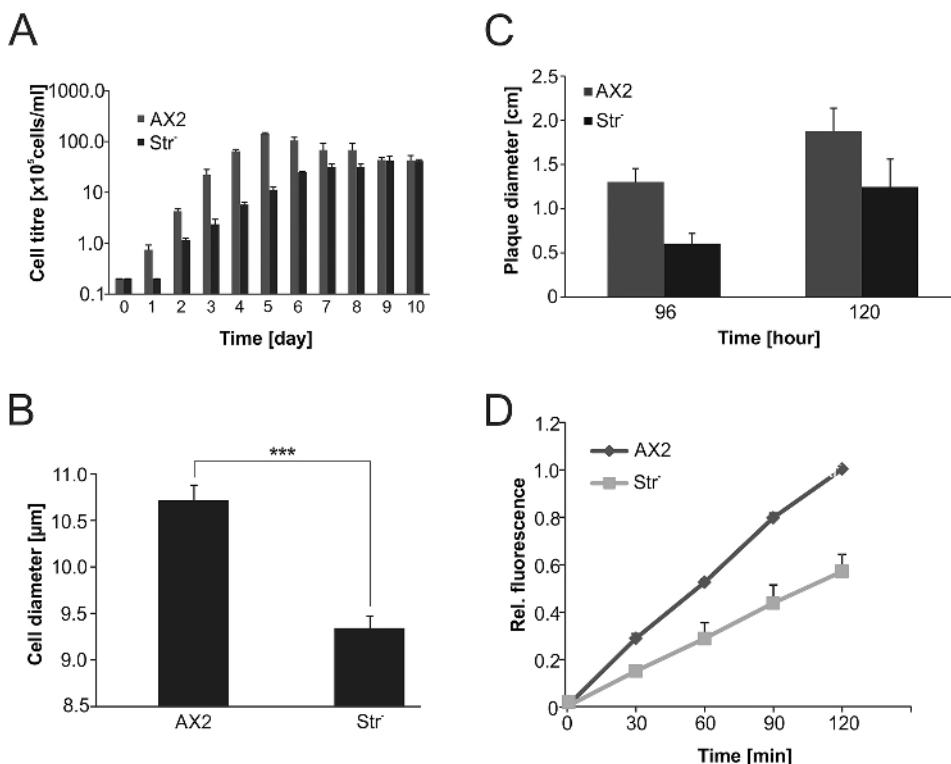 A
Cell titre [x10⁵cells/ml]
1000.0
100.0
10
1.0
0.1
AX2
Str⁻
0 1 2 3 4 5 6 7 8 9 10
Time [day]
C
Plaque diameter [cm]
2.5
2.0
1.5
1.0
0.5
0
AX2
Str⁻
96 120
Time [hour]
B
Cell diameter [µm]
11.0
10.5
10.0
9.5
9.0
8.5
***
AX2 Str⁻
D
Rel. fluorescence
1.2
1.0
0.8
0.6
0.4
0.2
0
AX2
Str⁻
0 30 60 90 120
Time [min]